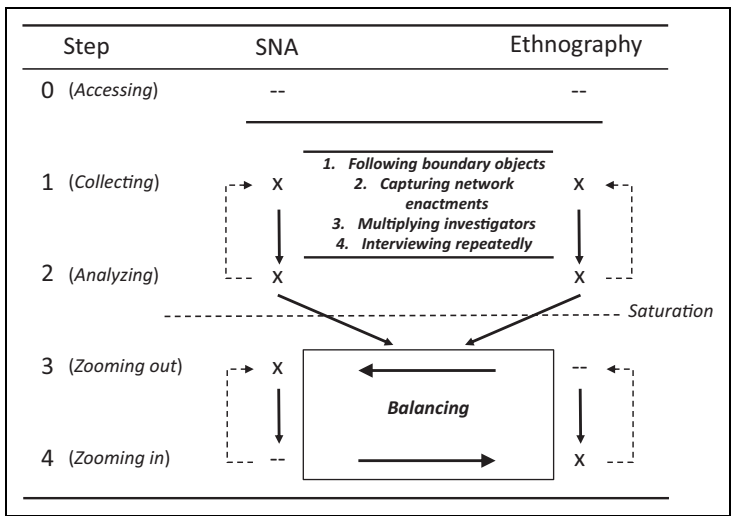 Step SNA Ethnography
0 (Accessing) -- --
1. Following boundary objects
2. Capturing network
enactments
3. Multiplying investigators
4. Interviewing repeatedly
1 (Collecting) X X
2 (Analyzing) X X
Saturation
3 (Zooming out) X --
Balancing
4 (Zooming in) -- X